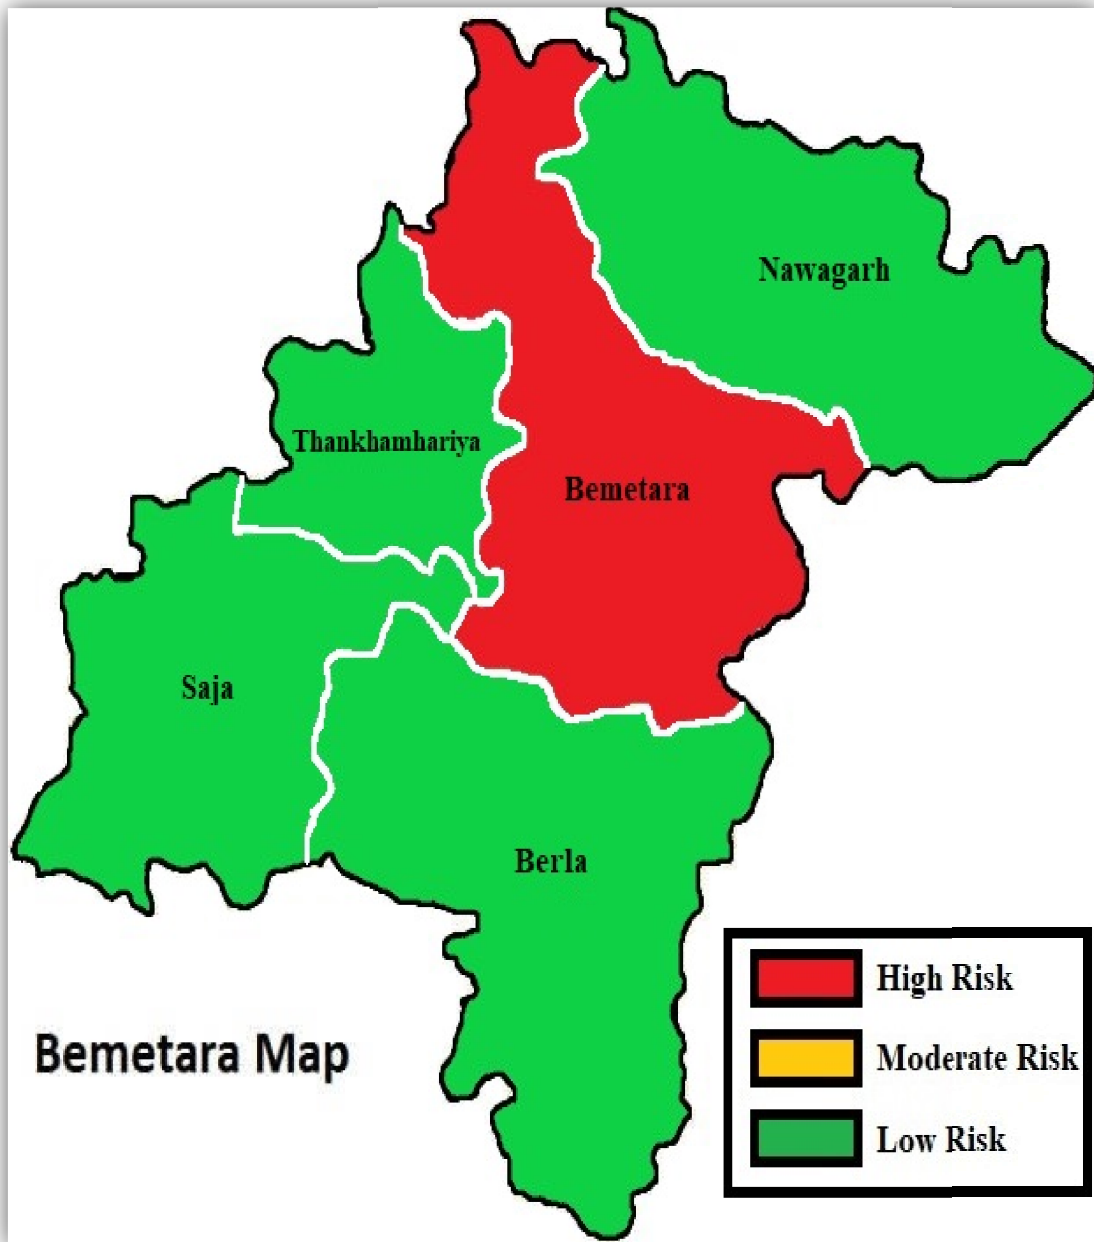 Nawagarh
Thankhamhariya
Bemetara
Saja
Berla
High Risk
Bemetara Map
Moderate Risk
Low Risk